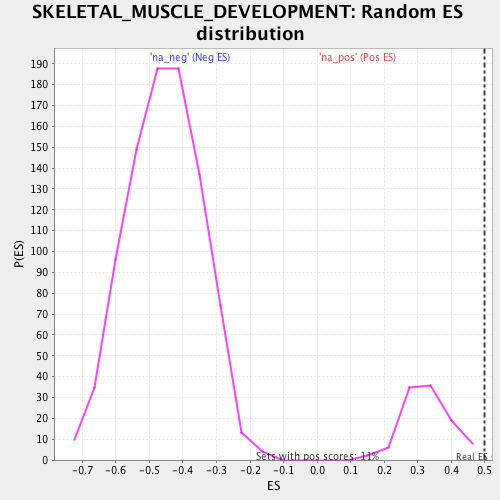 SKELETAL_MUSCLE_DEVELOPMENT: Random ES
distribution
'na_neg' (Neg ES) 'na_pos' (Pos ES)
190
180
170
160
150
140
130
120
110
100
90
80
70
60
50
40
30
20
10
0
P(ES)
Sets with pos scores: 11% Real ES
-0.7 -0.6 -0.5 -0.4 -0.3 -0.2 -0.1 0.0 0.1 0.2 0.3 0.4 0.5
ES